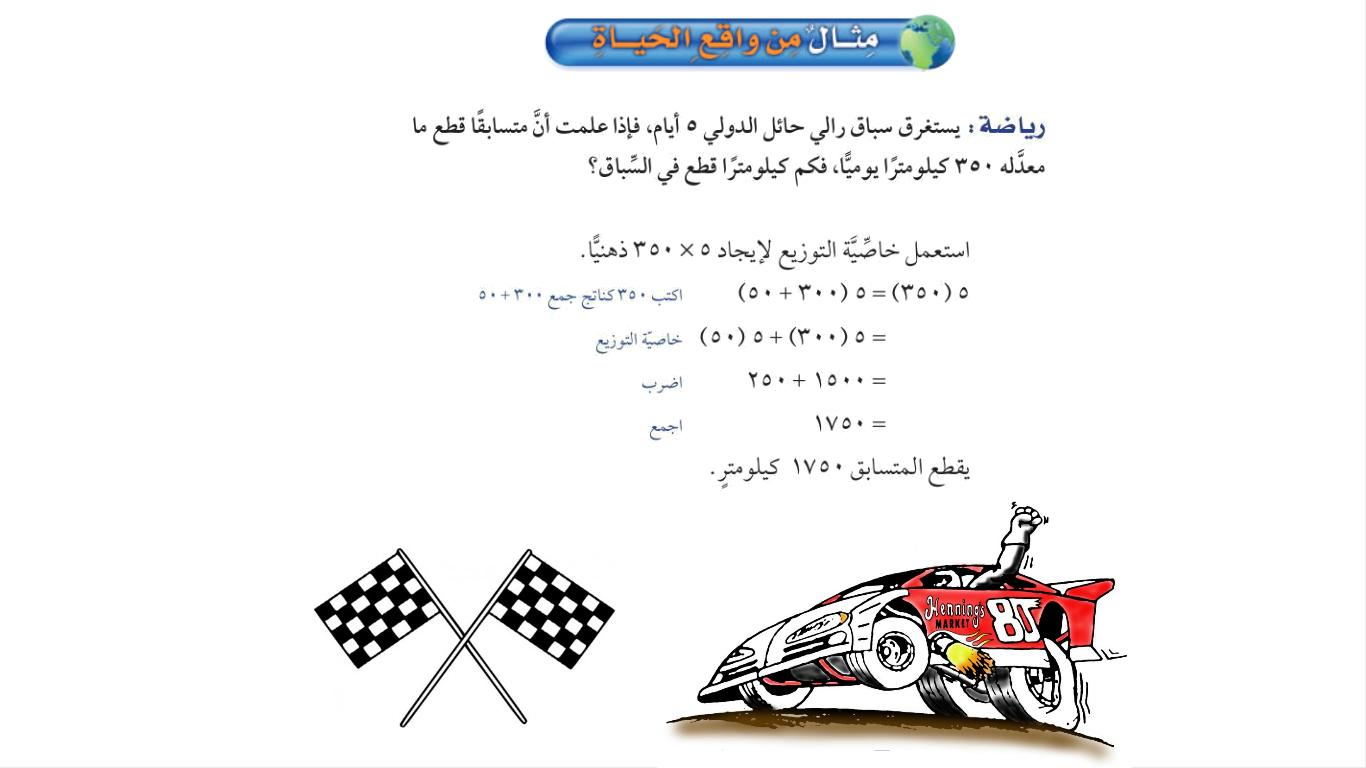 مِثَالٌ مِن واقِعِ الحَيَاةِ
رياضة: يستغرق سباق رالي حائل الدولي ٥ أيام، فإذا علمت أنَّ متسابقًا قطع ما
معدَّله ٣٥٠ كيلومترًا يوميًّا، فكم كيلومترًا قطع في السِّباق؟
استعمل خاصِّيَّة التوزيع لإيجاد ٥ × ٣٥٠ ذهنيًّا.
٥ (٣٥٠) = ٥ (٣٠٠ + ٥٠) اكتب ٣٥٠ كناتج جمع ٣٠٠ + ٥٠
= ٥ (٣٠٠) + ٥ (٥٠) خاصيّة التوزيع
= ١٥٠٠ + ٢٥٠ اضرب
= ١٧٥٠ اجمع
يقطع المتسابق ١٧٥٠ كيلومترٍ.
Henning's
MARKET
80